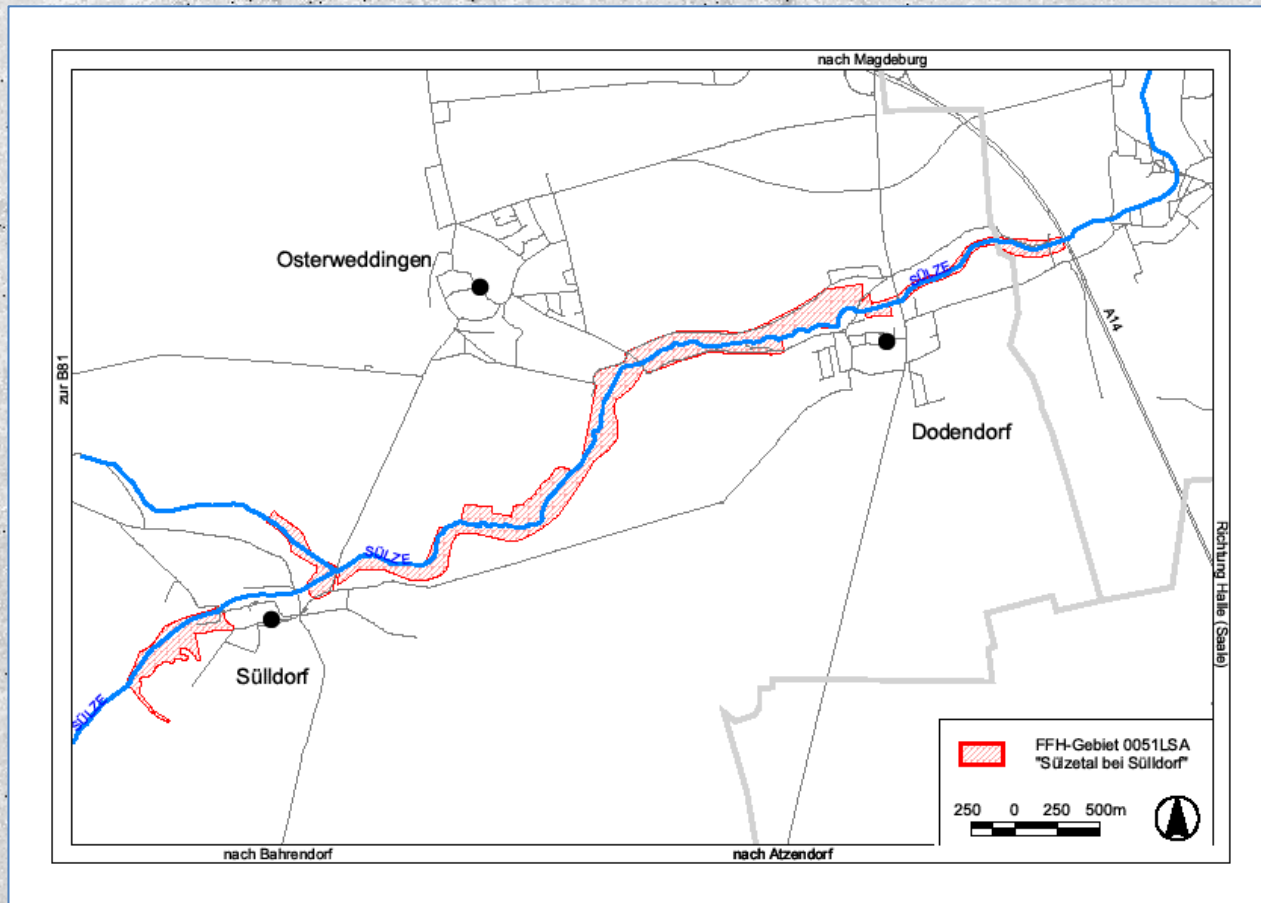 nach Magdeburg
Osterweddingen
SÜLZE
A14
zur B81
Dodendorf
SÜLZE
Richtung Halle (Saale)
Sülldorf
SÜLZE
FFH-Gebiet 0051LSA
"Sülzetal bei Sülldorf"
250 0 250 500m
nach Bahrendorf
nach Atzendorf